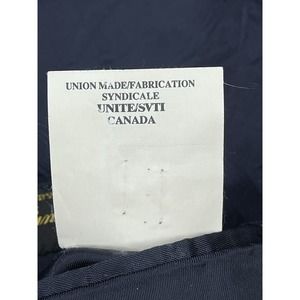 UNION MADE/FABRICATION
SYNDICALE
UNITE/SVTI
CANADA